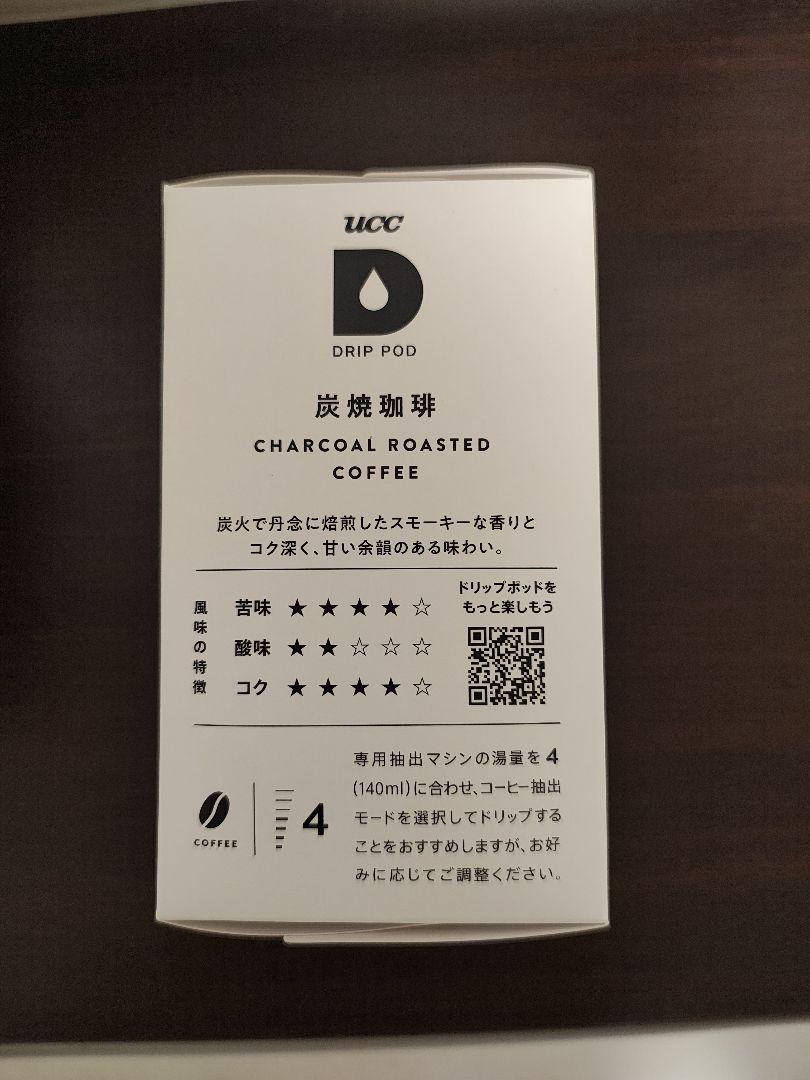 ucc
D
DRIP POD
炭焼珈琲
CHARCOAL ROASTED
COFFEE
炭火で丹念に焙煎したスモーキーな香りと
コク深く、甘い余韻のある味わい。
風味の特徴
苦味 ★★★★☆
酸味 ★★☆☆☆
コク ★★★★☆
ドリップポッドを
もっと楽しもう
COFFEE
4
専用抽出マシンの湯量を4
(140ml)に合わせ、コーヒー抽出
モードを選択してドリップする
ことをおすすめしますが、お好
みに応じてご調整ください。